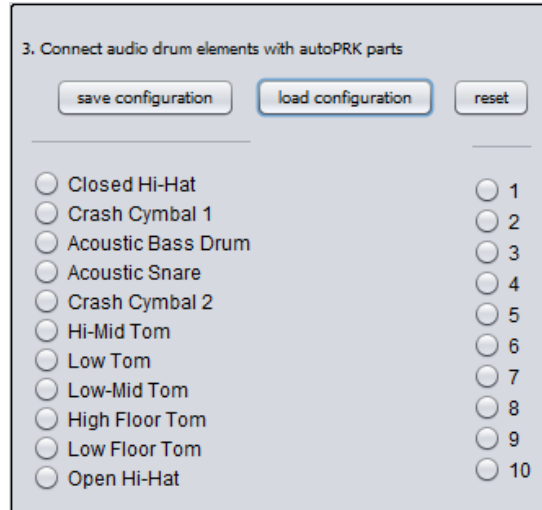 3. Connect audio drum elements with autoPRK parts
save configuration load configuration reset
Closed Hi-Hat
Crash Cymbal 1
Acoustic Bass Drum
Acoustic Snare
Crash Cymbal 2
Hi-Mid Tom
Low Tom
Low-Mid Tom
High Floor Tom
Low Floor Tom
Open Hi-Hat
1
2
3
4
5
6
7
8
9
10